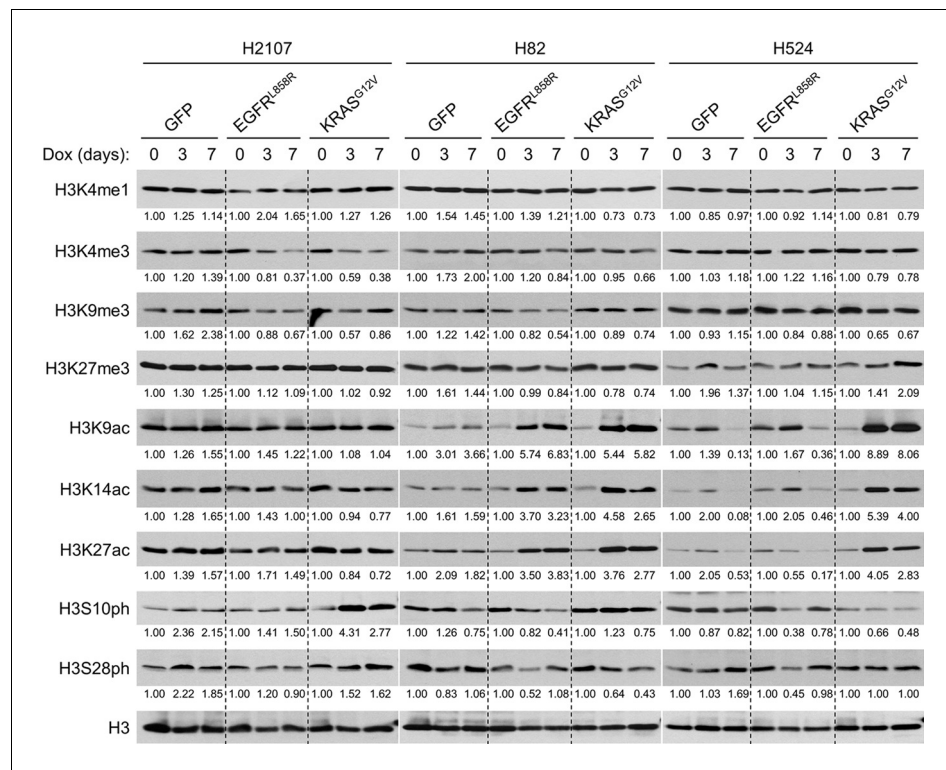 H2107 H82 H524
GFP EGFR^L858R KRAS^G12V GFP EGFR^L858R KRAS^G12V GFP EGFR^L858R KRAS^G12V
Dox (days): 0 3 7 0 3 7 0 3 7 0 3 7 0 3 7 0 3 7 0 3 7 0 3 7 0 3 7
H3K4me1
1.00 1.25 1.14 1.00 2.04 1.65 1.00 1.27 1.26 1.00 1.54 1.45 1.00 1.39 1.21 1.00 0.73 0.73 1.00 0.85 0.97 1.00 0.92 1.14 1.00 0.81 0.79
H3K4me3
1.00 1.20 1.39 1.00 0.81 0.37 1.00 0.59 0.38 1.00 1.73 2.00 1.00 1.20 0.84 1.00 0.95 0.66 1.00 1.03 1.18 1.00 1.22 1.16 1.00 0.79 0.78
H3K9me3
1.00 1.62 2.38 1.00 0.88 0.67 1.00 0.57 0.86 1.00 1.22 1.42 1.00 0.82 0.54 1.00 0.89 0.74 1.00 0.93 1.15 1.00 0.84 0.88 1.00 0.65 0.67
H3K27me3
1.00 1.30 1.25 1.00 1.12 1.09 1.00 1.02 0.92 1.00 1.61 1.44 1.00 0.99 0.84 1.00 0.78 0.74 1.00 1.96 1.37 1.00 1.04 1.15 1.00 1.41 2.09
H3K9ac
1.00 1.26 1.55 1.00 1.45 1.22 1.00 1.08 1.04 1.00 3.01 3.66 1.00 5.74 6.83 1.00 5.44 5.82 1.00 1.39 0.13 1.00 1.67 0.36 1.00 8.89 8.06
H3K14ac
1.00 1.28 1.65 1.00 1.43 1.00 1.00 0.94 0.77 1.00 1.61 1.59 1.00 3.70 3.23 1.00 4.58 2.65 1.00 2.00 0.08 1.00 2.05 0.46 1.00 5.39 4.00
H3K27ac
1.00 1.39 1.57 1.00 1.71 1.49 1.00 0.84 0.72 1.00 2.09 1.82 1.00 3.50 3.83 1.00 3.76 2.77 1.00 2.05 0.53 1.00 0.55 0.17 1.00 4.05 2.83
H3S10ph
1.00 2.36 2.15 1.00 1.41 1.50 1.00 4.31 2.77 1.00 1.26 0.75 1.00 0.82 0.41 1.00 1.23 0.75 1.00 0.87 0.82 1.00 0.38 0.78 1.00 0.66 0.48
H3S28ph
1.00 2.22 1.85 1.00 1.20 0.90 1.00 1.52 1.62 1.00 0.83 1.06 1.00 0.52 1.08 1.00 0.64 0.43 1.00 1.03 1.69 1.00 0.45 0.98 1.00 1.00 1.00
H3